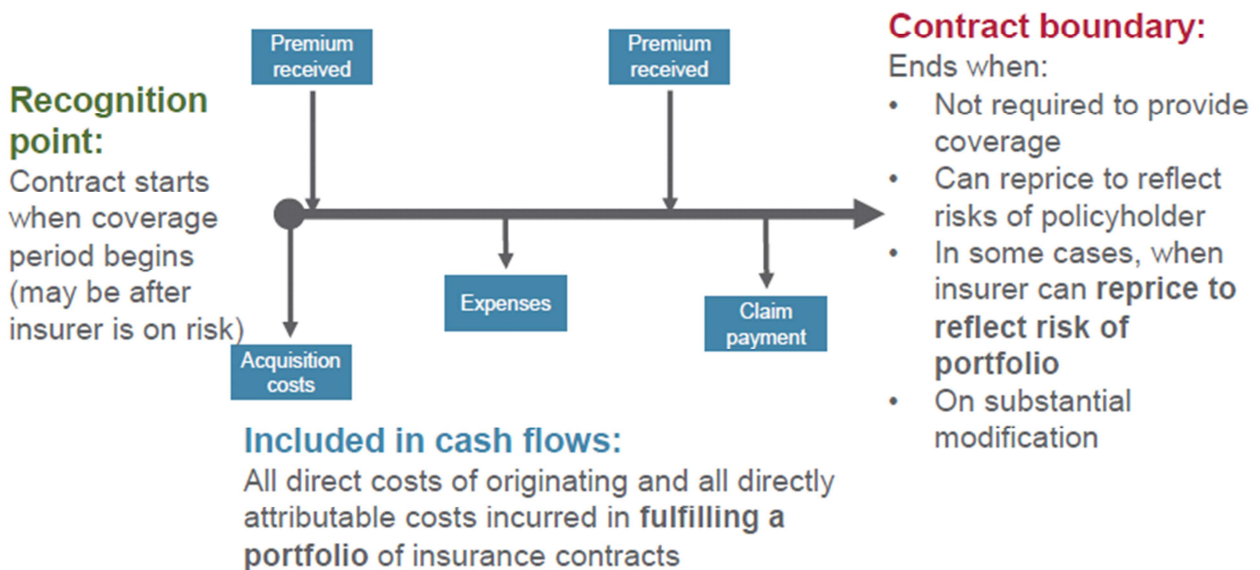 Premium
received
Premium
received
Recognition
point:
Contract starts
when coverage
period begins
(may be after
insurer is on risk)
Expenses
Acquisition
costs
Claim
payment
Included in cash flows:
All direct costs of originating and all directly
attributable costs incurred in fulfilling a
portfolio of insurance contracts
Contract boundary:
Ends when:
• Not required to provide
coverage
• Can reprice to reflect
risks of policyholder
• In some cases, when
insurer can reprice to
reflect risk of
portfolio
• On substantial
modification